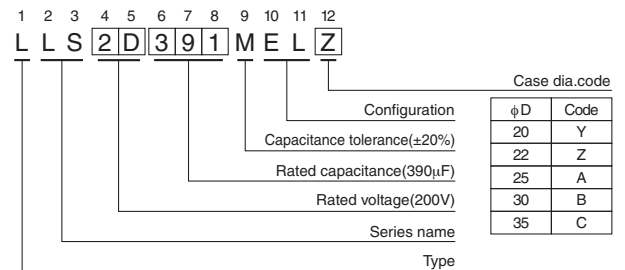 1 2 3 4 5 6 7 8 9 10 11 12
L L S 2 D 3 9 1 M E L Z
Case dia.code
Configuration
Capacitance tolerance(±20%)
Rated capacitance(390μF)
Rated voltage(200V)
Series name
Type
ϕD Code
20 Y
22 Z
25 A
30 B
35 C